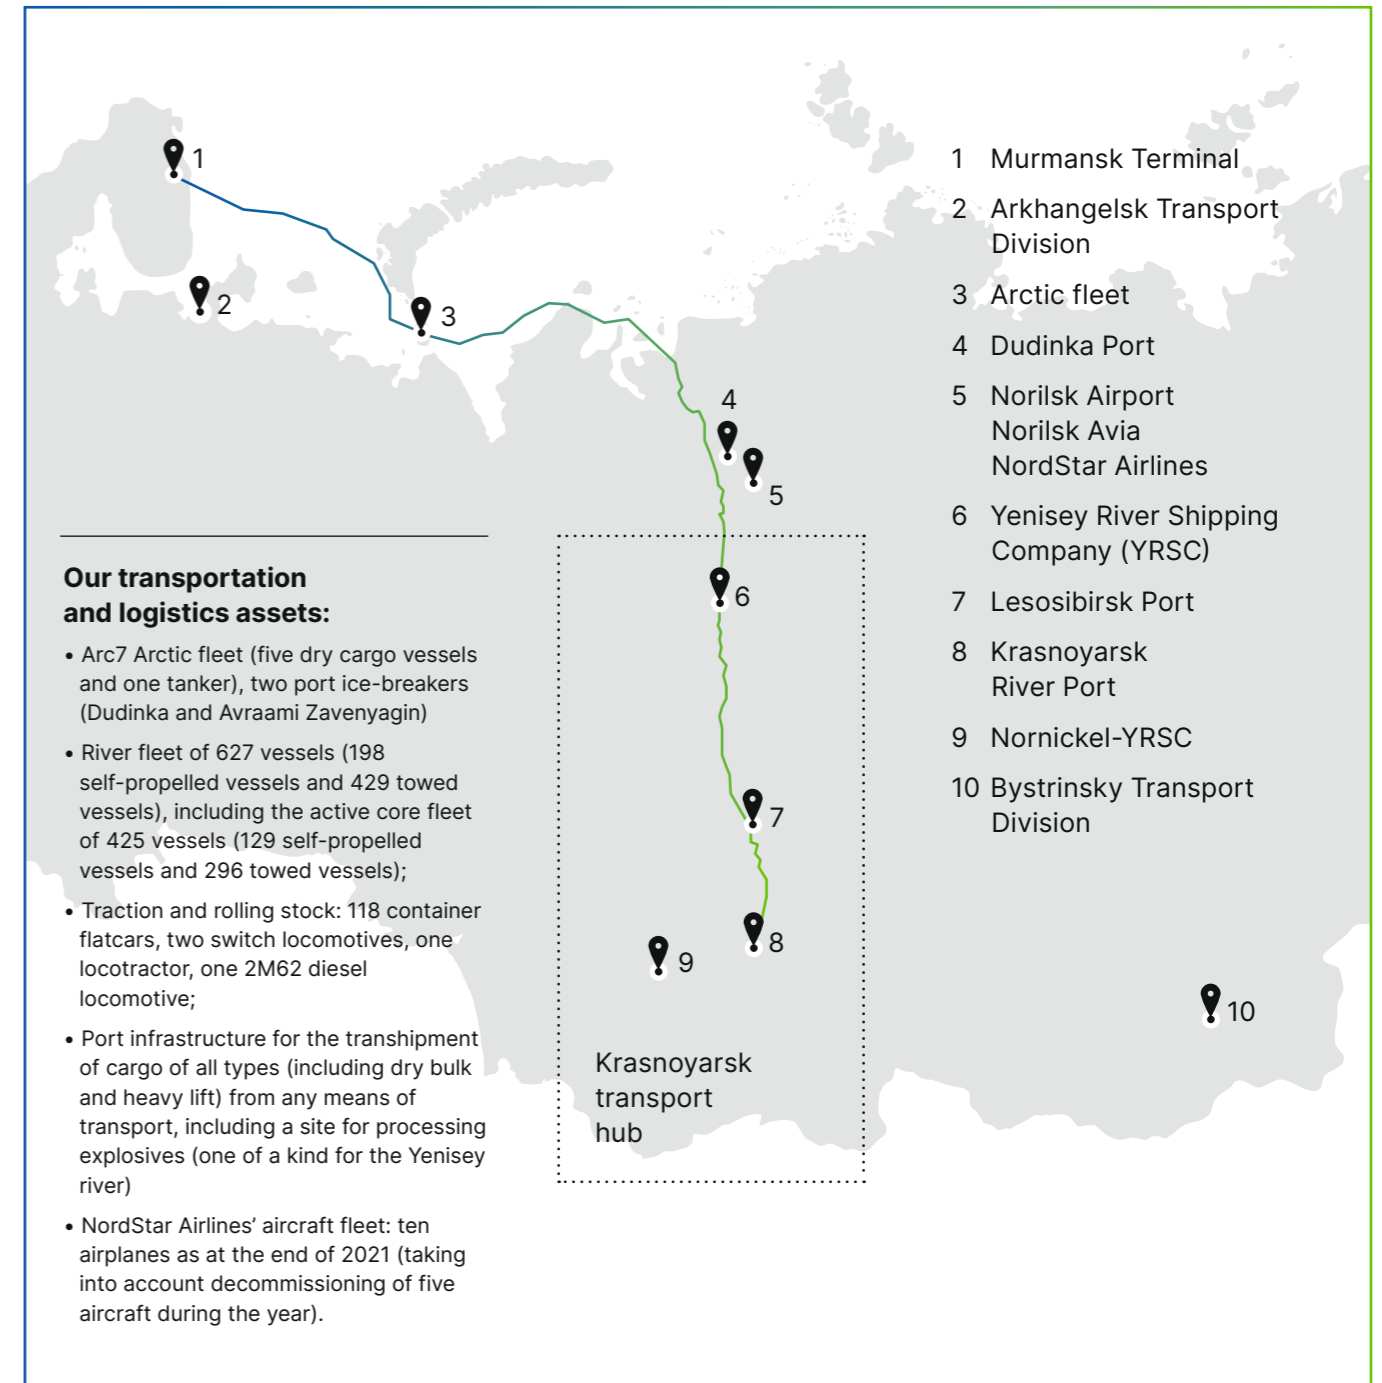 1
2
3
4
5
6
7
8
9
10
Krasnoyarsk
transport
hub
1 Murmansk Terminal
2 Arkhangelsk Transport
Division
3 Arctic fleet
4 Dudinka Port
5 Norilsk Airport
Norilsk Avia
NordStar Airlines
6 Yenisey River Shipping
Company (YRSC)
7 Lesosibirsk Port
8 Krasnoyarsk
River Port
9 Nornickel-YRSC
10 Bystrinsky Transport
Division
Our transportation
and logistics assets:
• Arc7 Arctic fleet (five dry cargo vessels
and one tanker), two port ice-breakers
(Dudinka and Avraami Zavenyagin)
• River fleet of 627 vessels (198
self-propelled vessels and 429 towed
vessels), including the active core fleet
of 425 vessels (129 self-propelled
vessels and 296 towed vessels);
• Traction and rolling stock: 118 container
flatcars, two switch locomotives, one
locotractor, one 2M62 diesel
locomotive;
• Port infrastructure for the transhipment
of cargo of all types (including dry bulk
and heavy lift) from any means of
transport, including a site for processing
explosives (one of a kind for the Yenisey
river)
• NordStar Airlines’ aircraft fleet: ten
airplanes as at the end of 2021 (taking
into account decommissioning of five
aircraft during the year).